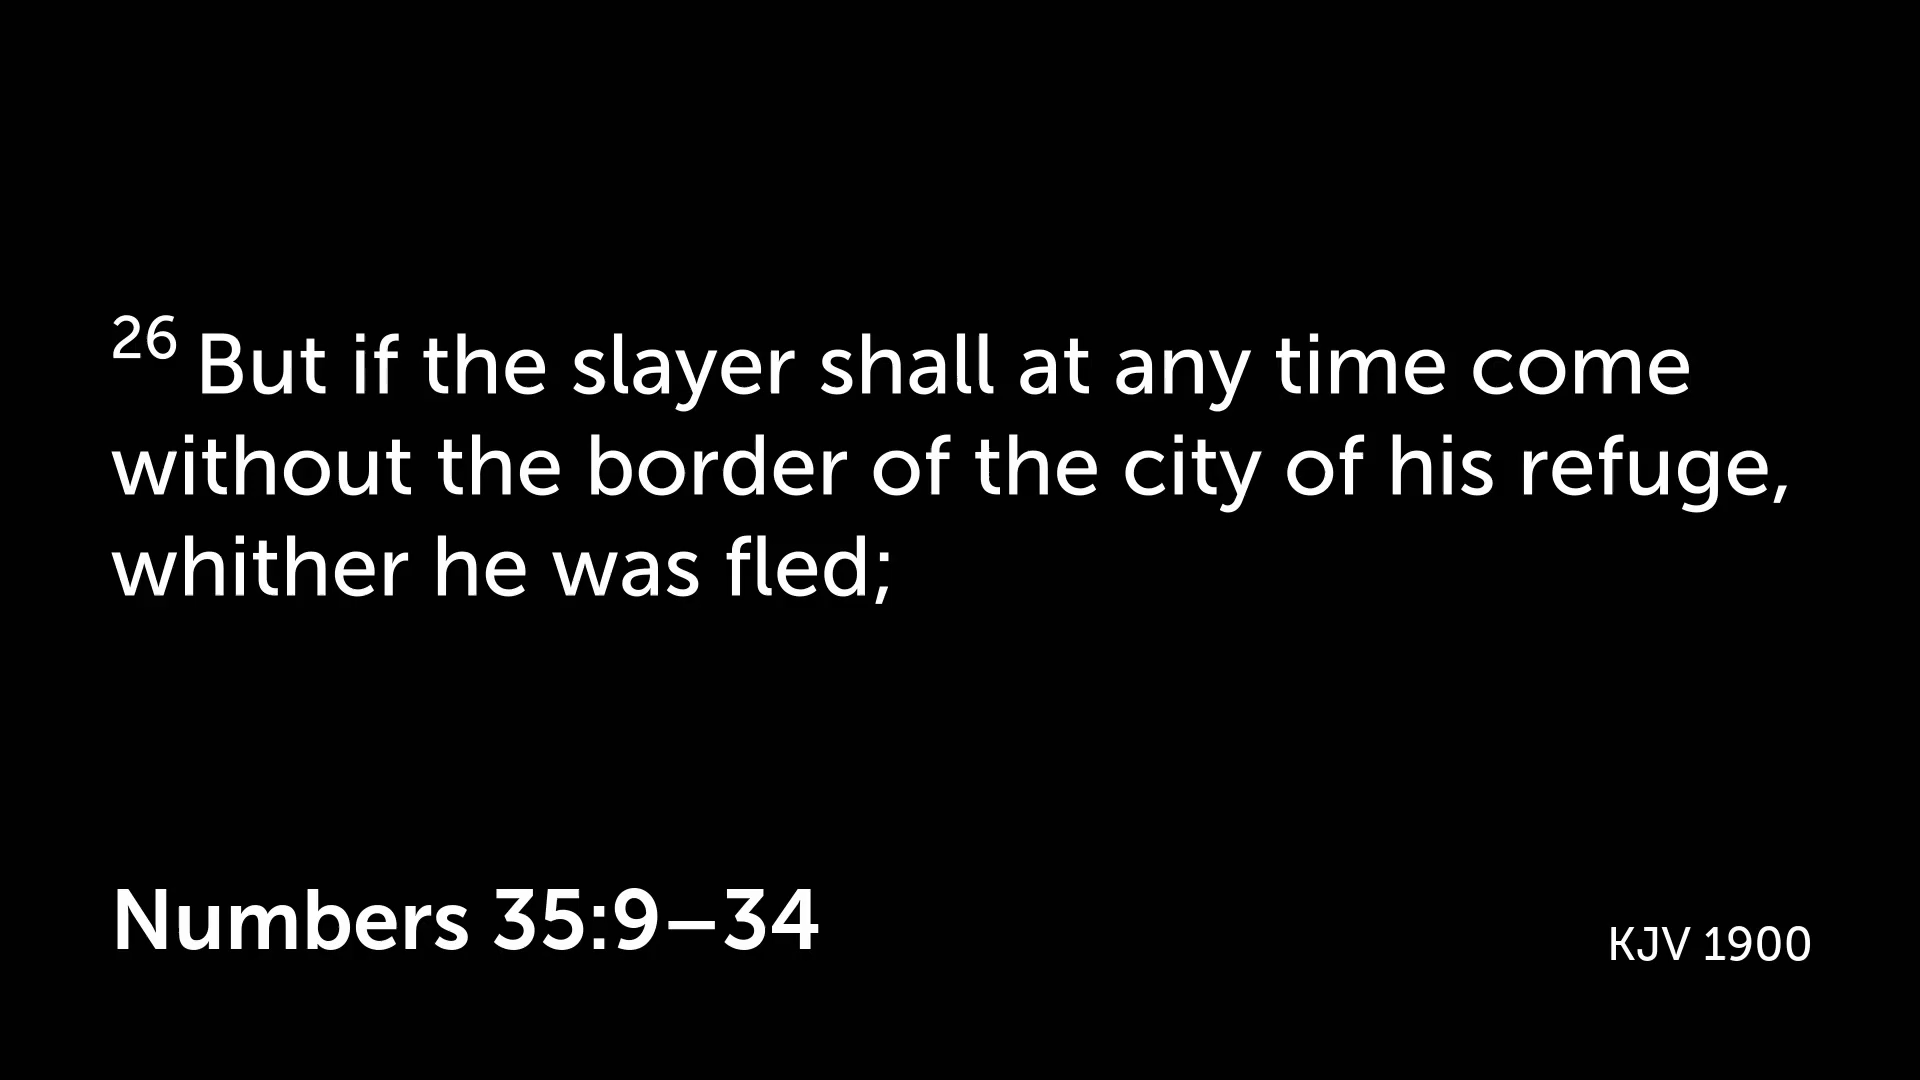 26 But if the slayer shall at any time come
without the border of the city of his refuge,
whither he was fled;
Numbers 35:9–34
KJV 1900